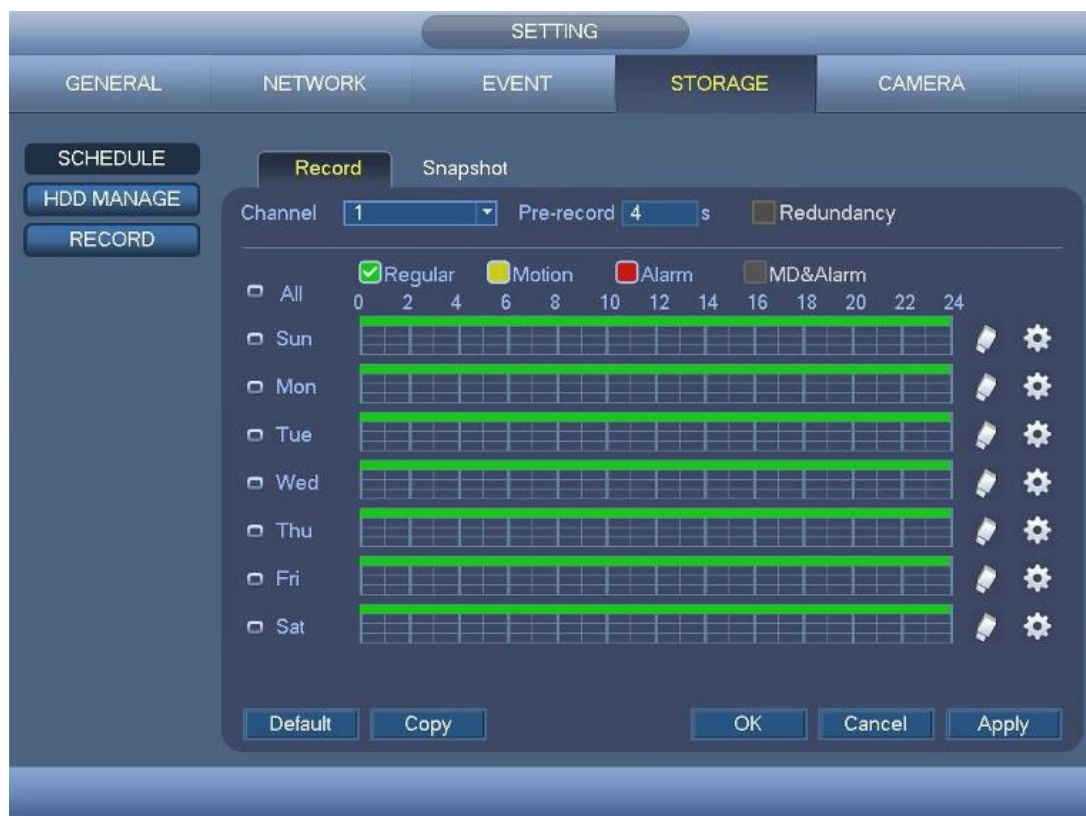 SETTING
GENERAL NETWORK EVENT STORAGE CAMERA
SCHEDULE
HDD MANAGE
RECORD
Record Snapshot
Channel 1 Pre-record 4 s Redundancy
Regular Motion Alarm MD&Alarm
All 0 2 4 6 8 10 12 14 16 18 20 22 24
Sun
Mon
Tue
Wed
Thu
Fri
Sat
Default Copy OK Cancel Apply